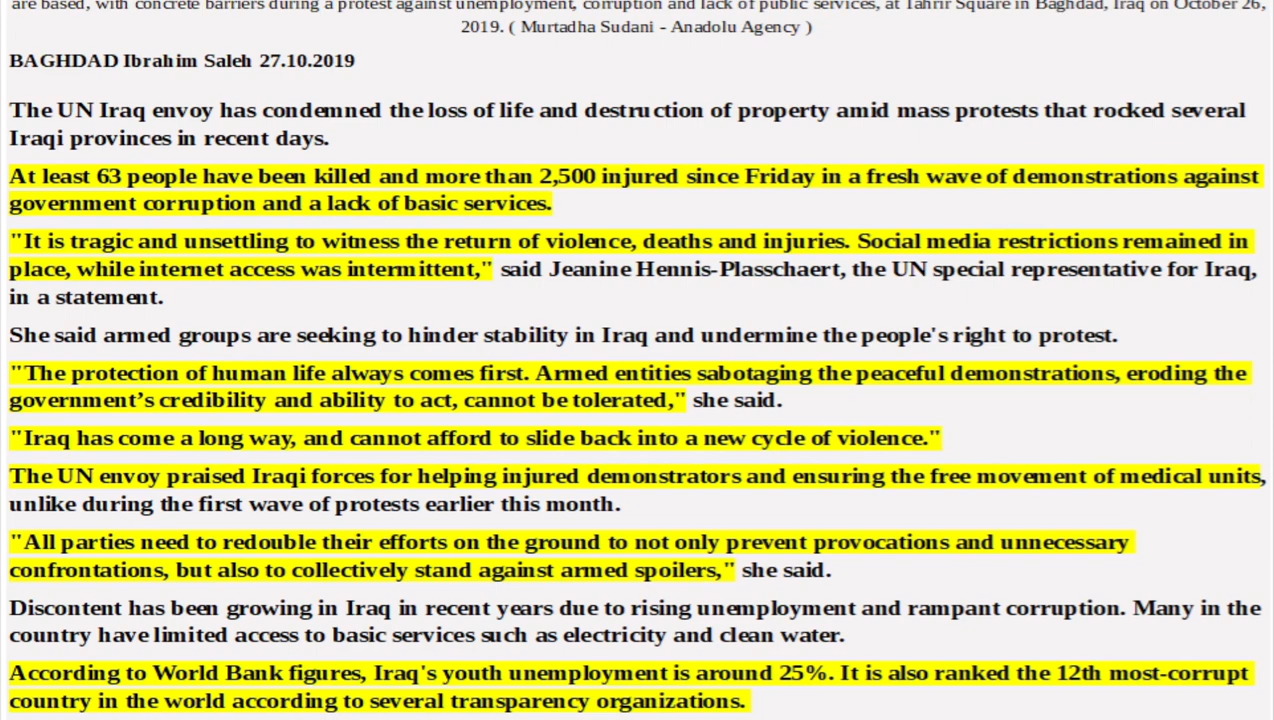 are based, with concrete barriers during a protest against unemployment, corruption and lack of public services, at Tahrir Square in Baghdad, Iraq on October 26,
2019. ( Murtadha Sudani - Anadolu Agency )
BAGHDAD Ibrahim Saleh 27.10.2019
The UN Iraq envoy has condemned the loss of life and destruction of property amid mass protests that rocked several
Iraqi provinces in recent days.
At least 63 people have been killed and more than 2,500 injured since Friday in a fresh wave of demonstrations against
government corruption and a lack of basic services.
"It is tragic and unsettling to witness the return of violence, deaths and injuries. Social media restrictions remained in
place, while internet access was intermittent," said Jeanine Hennis-Plasschaert, the UN special representative for Iraq,
in a statement.
She said armed groups are seeking to hinder stability in Iraq and undermine the people's right to protest.
"The protection of human life always comes first. Armed entities sabotaging the peaceful demonstrations, eroding the
government’s credibility and ability to act, cannot be tolerated," she said.
"Iraq has come a long way, and cannot afford to slide back into a new cycle of violence."
The UN envoy praised Iraqi forces for helping injured demonstrators and ensuring the free movement of medical units,
unlike during the first wave of protests earlier this month.
"All parties need to redouble their efforts on the ground to not only prevent provocations and unnecessary
confrontations, but also to collectively stand against armed spoilers," she said.
Discontent has been growing in Iraq in recent years due to rising unemployment and rampant corruption. Many in the
country have limited access to basic services such as electricity and clean water.
According to World Bank figures, Iraq's youth unemployment is around 25%. It is also ranked the 12th most-corrupt
country in the world according to several transparency organizations.